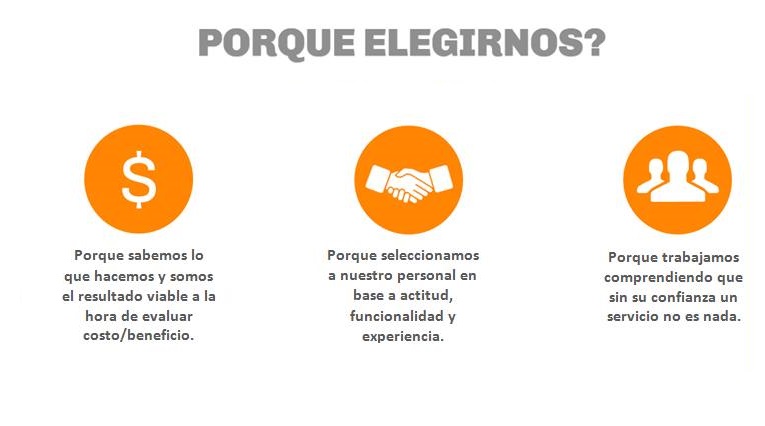 PORQUE ELEGIRNOS?
$
Porque sabemos lo
que hacemos y somos
el resultado viable a la
hora de evaluar
costo/beneficio.
Porque seleccionamos
a nuestro personal en
base a actitud,
funcionalidad y
experiencia.
Porque trabajamos
comprendiendo que
sin su confianza un
servicio no es nada.